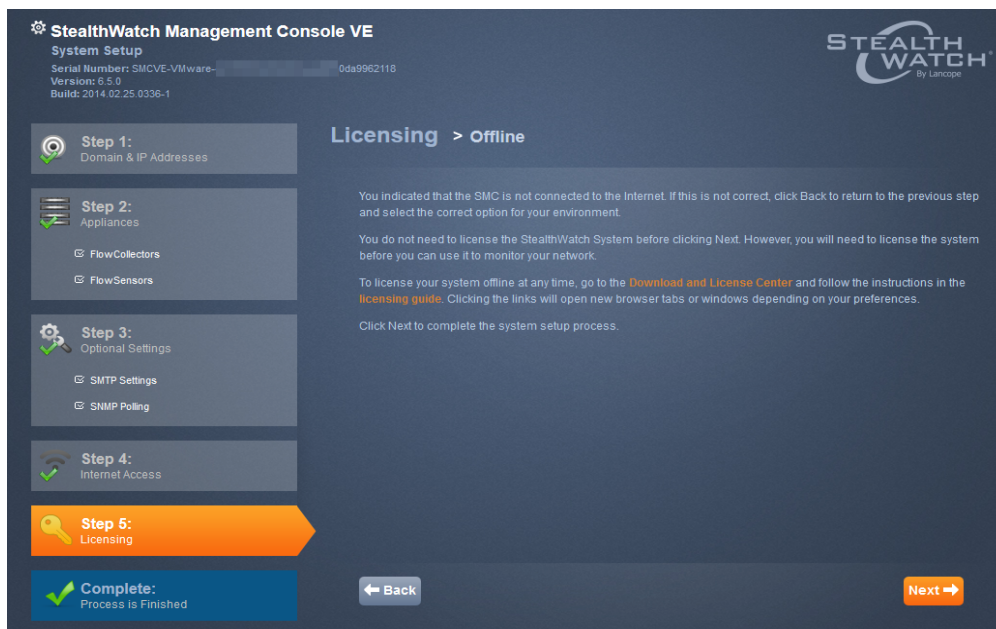 StealthWatch Management Console VE
System Setup
Serial Number: SMCVE-VMware-
0da9962118
Version: 6.5.0
Build: 2014.02.25.0336-1
STEALTH
WATCH
By Lancope
Step 1:
Domain & IP Addresses
Step 2:
Appliances
FlowCollectors
FlowSensors
Step 3:
Optional Settings
SMTP Settings
SNMP Polling
Step 4:
Internet Access
Step 5:
Licensing
Complete:
Process is Finished
Licensing > Offline
You indicated that the SMC is not connected to the Internet. If this is not correct, click Back to return to the previous step
and select the correct option for your environment.
You do not need to license the StealthWatch System before clicking Next. However, you will need to license the system
before you can use it to monitor your network.
To license your system offline at any time, go to the Download and License Center and follow the instructions in the
licensing guide. Clicking the links will open new browser tabs or windows depending on your preferences.
Click Next to complete the system setup process.
Back
Next